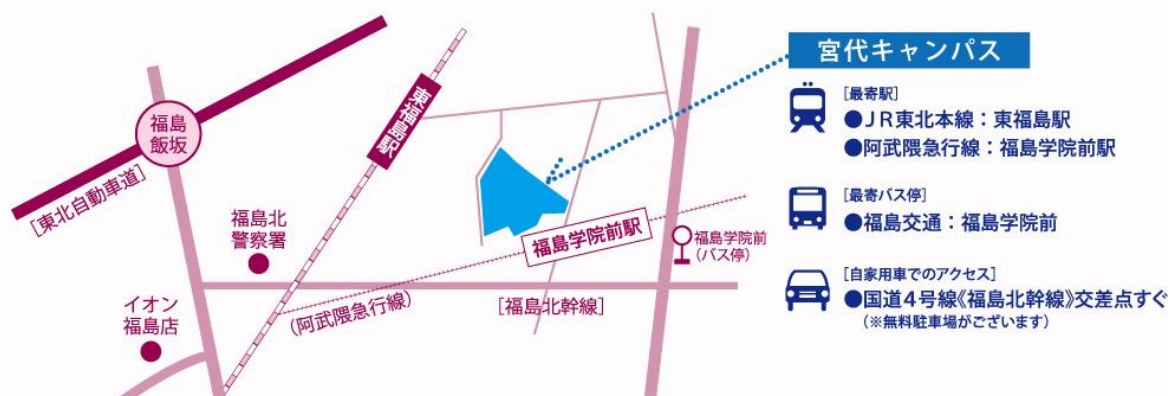 福島
飯坂
[東北自動車道]
東福島駅
福島北
警察署
イオン
福島店
(阿武隈急行線)
福島学院前駅
[福島北幹線]
福島学院前
(バス停)
宮代キャンパス
[最寄駅]
●JR東北本線：東福島駅
●阿武隈急行線：福島学院前駅
[最寄バス停]
●福島交通：福島学院前
[自家用車でのアクセス]
●国道4号線《福島北幹線》交差点すぐ
(※無料駐車場がございます)